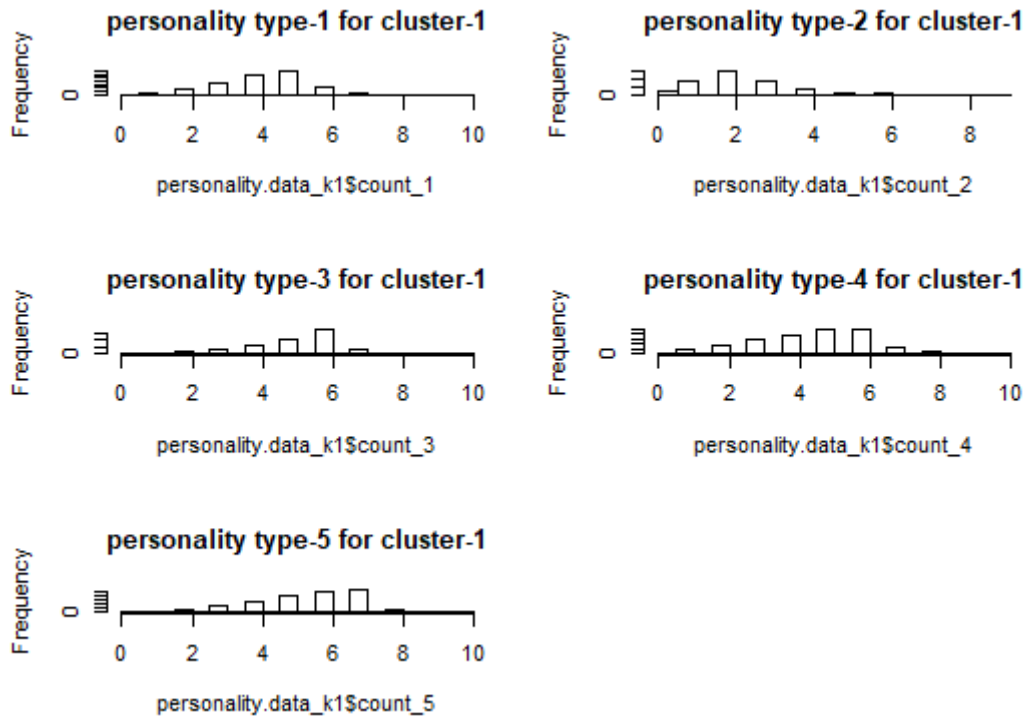 personality type-1 for cluster-1
Frequency
0
0 2 4 6 8 10
personality.data_k1$count_1
personality type-2 for cluster-1
Frequency
0
0 2 4 6 8
personality.data_k1$count_2
personality type-3 for cluster-1
Frequency
0
0 2 4 6 8 10
personality.data_k1$count_3
personality type-4 for cluster-1
Frequency
0
0 2 4 6 8 10
personality.data_k1$count_4
personality type-5 for cluster-1
Frequency
0
0 2 4 6 8 10
personality.data_k1$count_5